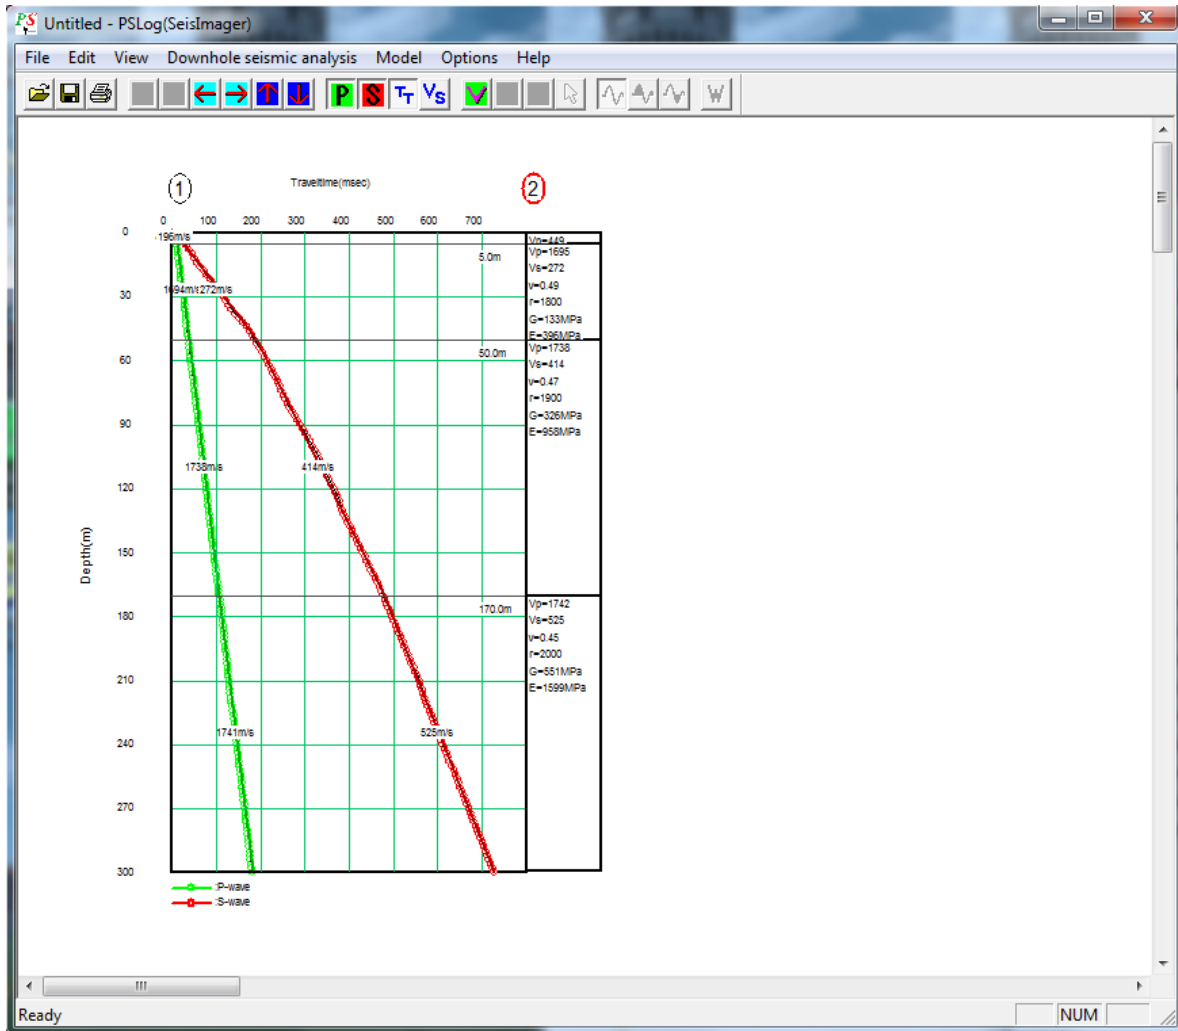 PS Untitled - PSLog(SeisImager)
File Edit View Downhole seismic analysis Model Options Help
P S TT VS W
1 Traveltime(msec) 2
0 100 200 300 400 500 600 700
0
196m/s
Vp=449
5.0m
Vp=1695
Vs=272
ν=0.49
r=1800
G=133MPa
E=396MPa
30
1694m/s 272m/s
50.0m
Vp=1738
Vs=414
ν=0.47
r=1900
G=326MPa
E=958MPa
60
90
1738m/s 414m/s
120
Depth(m)
150
170.0m
Vp=1742
Vs=525
ν=0.45
r=2000
G=551MPa
E=1599MPa
180
210
1741m/s 525m/s
240
270
300
:P-wave
:S-wave
Ready NUM